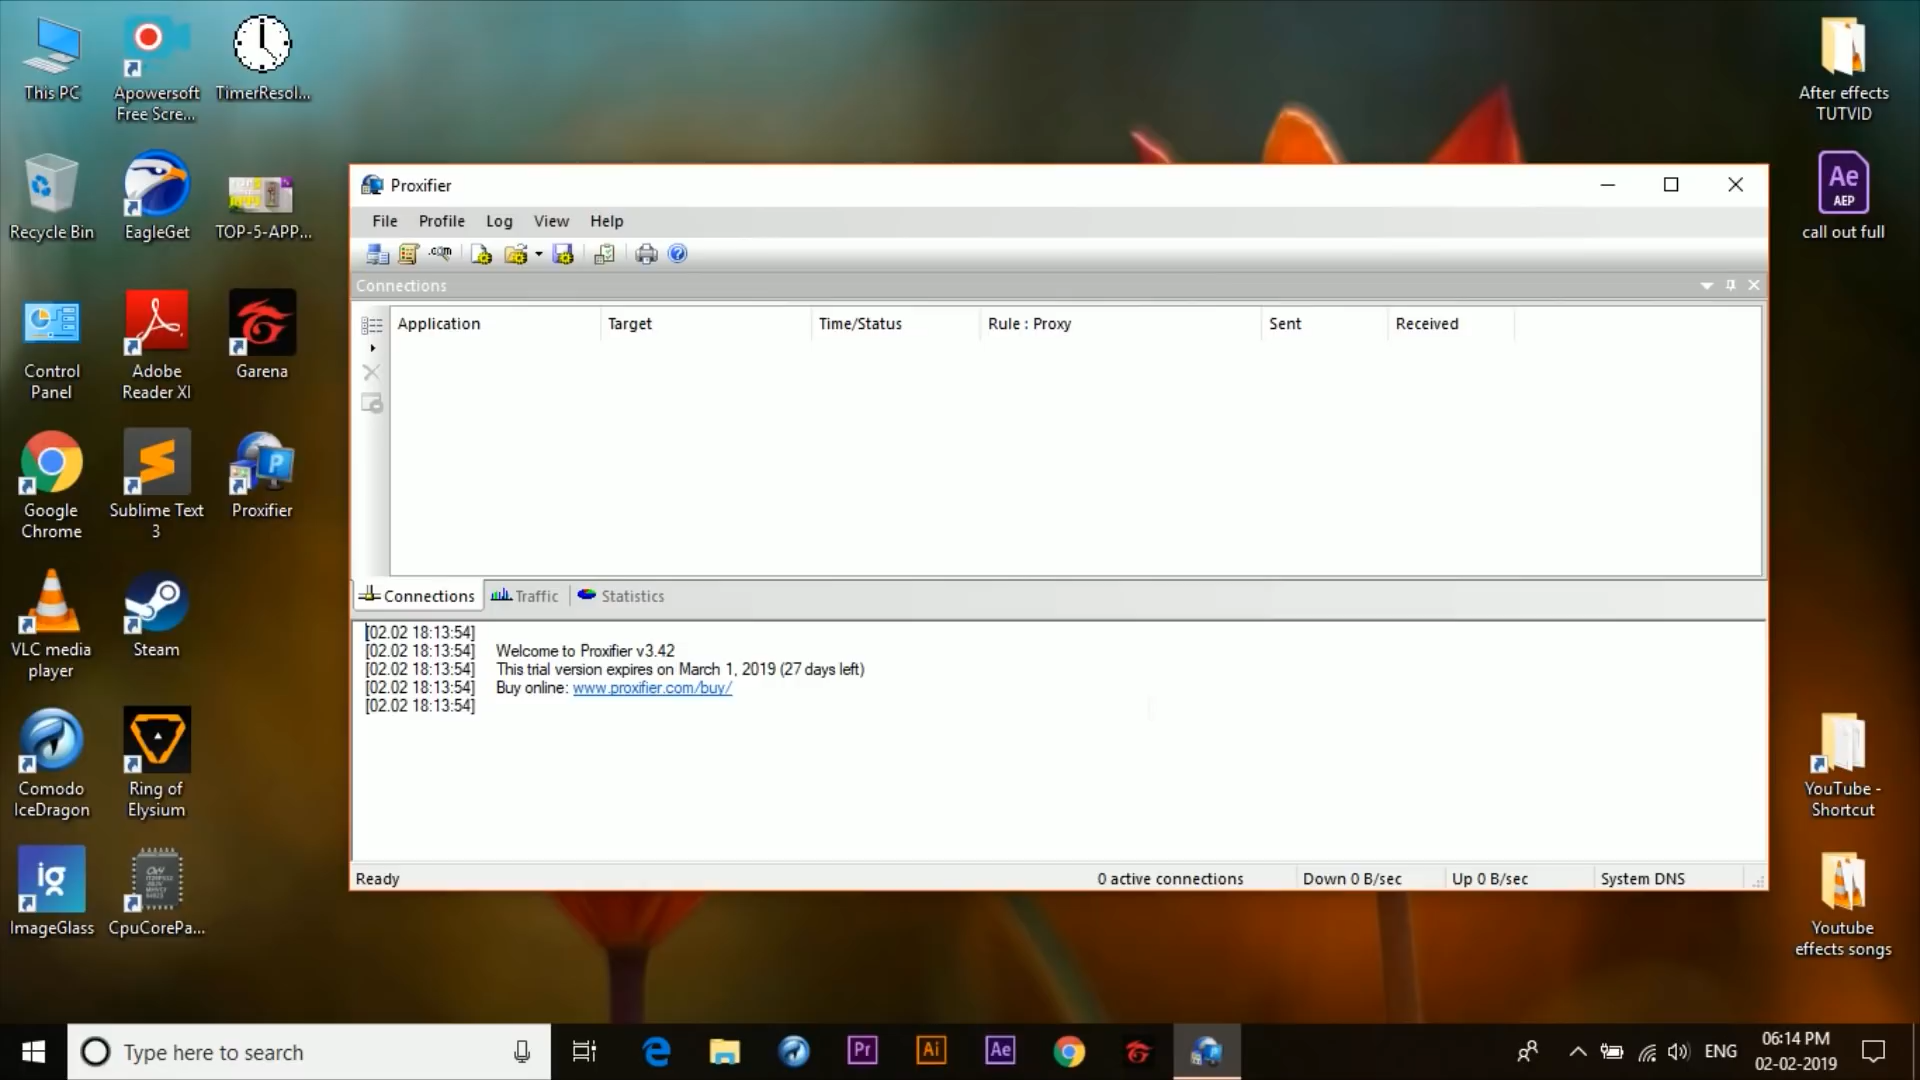 This PC
Apowersoft
Free Scre...
TimerResol...
After effects
TUTVID
Recycle Bin
EagleGet
TOP-5-APP...
Ae
AEP
call out full
Control
Panel
Adobe
Reader XI
Garena
Google
Chrome
Sublime Text
3
Proxifier
VLC media
player
Steam
Comodo
IceDragon
Ring of
Elysium
YouTube -
Shortcut
ig
ImageGlass
CpuCorePa...
Youtube
effects songs
Proxifier
File Profile Log View Help
.com
Connections
Application Target Time/Status Rule : Proxy Sent Received
Connections Traffic Statistics
[02.02 18:13:54]
[02.02 18:13:54] Welcome to Proxifier v3.42
[02.02 18:13:54] This trial version expires on March 1, 2019 (27 days left)
[02.02 18:13:54] Buy online: www.proxifier.com/buy/
[02.02 18:13:54]
Ready 0 active connections Down 0 B/sec Up 0 B/sec System DNS
Type here to search
Pr
Ai
Ae
ENG
06:14 PM
02-02-2019